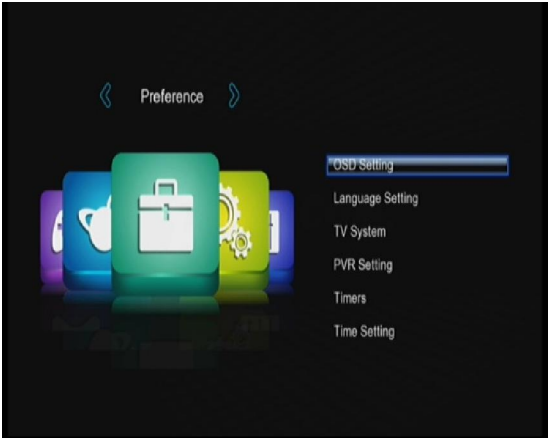 Preference
OSD Setting
Language Setting
TV System
PVR Setting
Timers
Time Setting